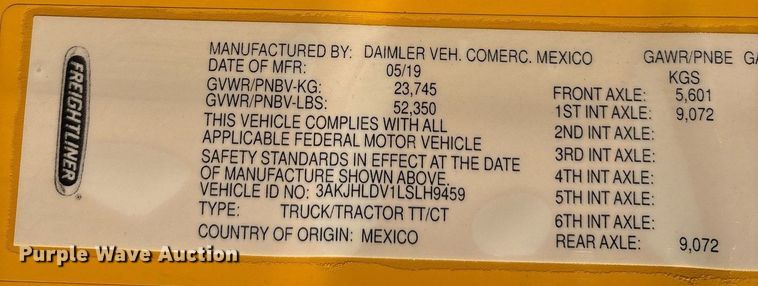 FREIGHTLINER
MANUFACTURED BY: DAIMLER VEH. COMERC. MEXICO
DATE OF MFR: 05/19
GVWR/PNBV-KG: 23,745
GVWR/PNBV-LBS: 52,350
THIS VEHICLE COMPLIES WITH ALL
APPLICABLE FEDERAL MOTOR VEHICLE
SAFETY STANDARDS IN EFFECT AT THE DATE
OF MANUFACTURE SHOWN ABOVE.
VEHICLE ID NO: 3AKJHLDV1LSLH9459
TYPE: TRUCK/TRACTOR TT/CT
COUNTRY OF ORIGIN: MEXICO
GAWR/PNBE GA
KGS
FRONT AXLE: 5,601
1ST INT AXLE: 9,072
2ND INT AXLE:
3RD INT AXLE:
4TH INT AXLE:
5TH INT AXLE:
6TH INT AXLE:
REAR AXLE: 9,072
Purple Wave Auction